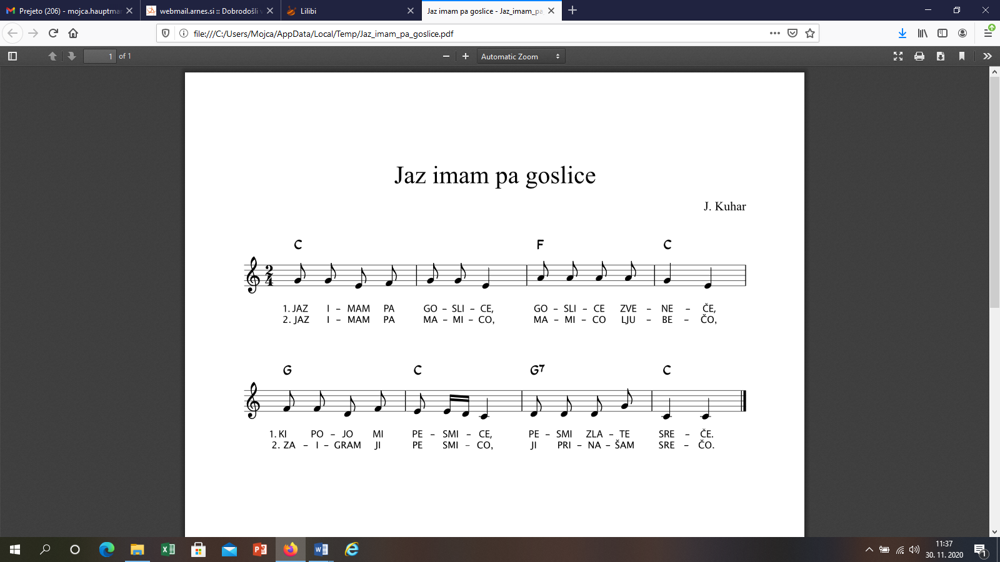 Prejeto (206) - mojca.hauptma
webmail.arnes.si :: Dobrodošli v
Lilibi
Jaz imam pa goslice - Jaz_imam_pa
file:///C:/Users/Mojca/AppData/Local/Temp/Jaz_imam_pa_goslice.pdf
1 of 1
Automatic Zoom
Jaz imam pa goslice
J. Kuhar
C F C
2
4
1. JAZ I – MAM PA GO – SLI – CE, GO – SLI – CE ZVE – NE – ČE,
2. JAZ I – MAM PA MA – MI – CO, MA – MI – CO LJU – BE – ČO,
G C G7 C
1. KI PO – JO MI PE – SMI – CE, PE – SMI ZLA – TE SRE – ČE.
2. ZA – I – GRAM JI PE SMI – CO, JI PRI – NA – ŠAM SRE – ČO.
11:37
30. 11. 2020
1